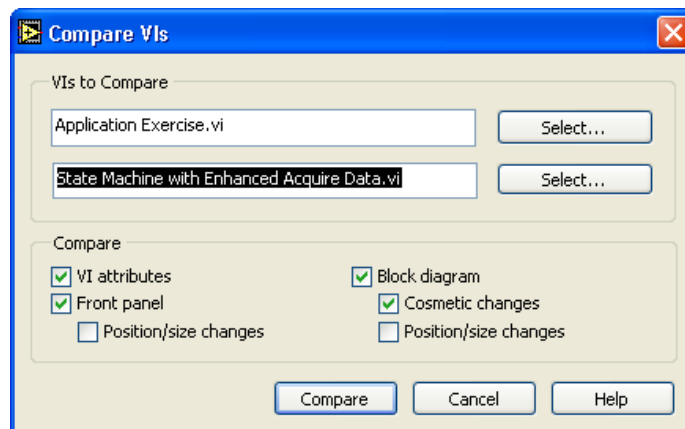 Compare VIs
VIs to Compare
Application Exercise.vi
Select...
State Machine with Enhanced Acquire Data.vi
Select...
Compare
VI attributes
Block diagram
Front panel
Cosmetic changes
Position/size changes
Position/size changes
Compare
Cancel
Help